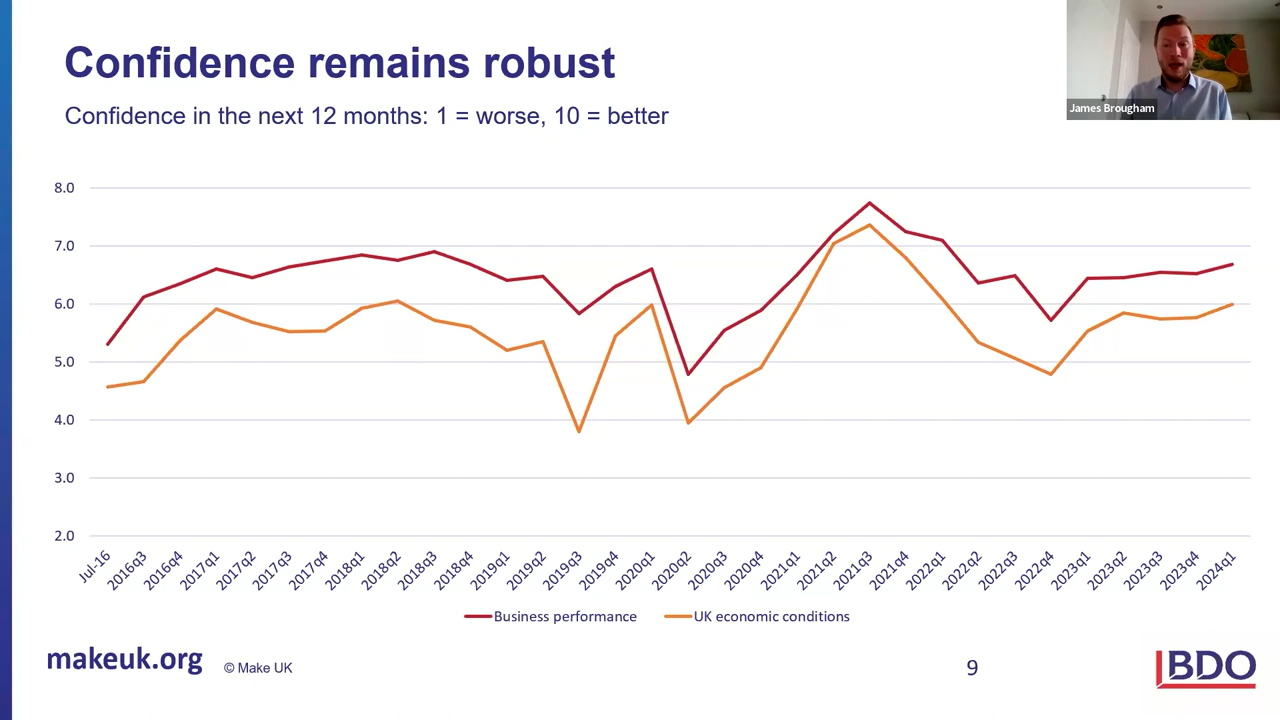 Confidence remains robust
Confidence in the next 12 months: 1 = worse, 10 = better
James Brougham
8.0
7.0
6.0
5.0
4.0
3.0
2.0
Jul-16
2016q3
2016q4
2017q1
2017q2
2017q3
2017q4
2018q1
2018q2
2018q3
2018q4
2019q1
2019q2
2019q3
2019q4
2020q1
2020q2
2020q3
2020q4
2021q1
2021q2
2021q3
2021q4
2022q1
2022q2
2022q3
2022q4
2023q1
2023q2
2023q3
2023q4
2024q1
Business performance
UK economic conditions
makeuk.org
© Make UK
9
BDO